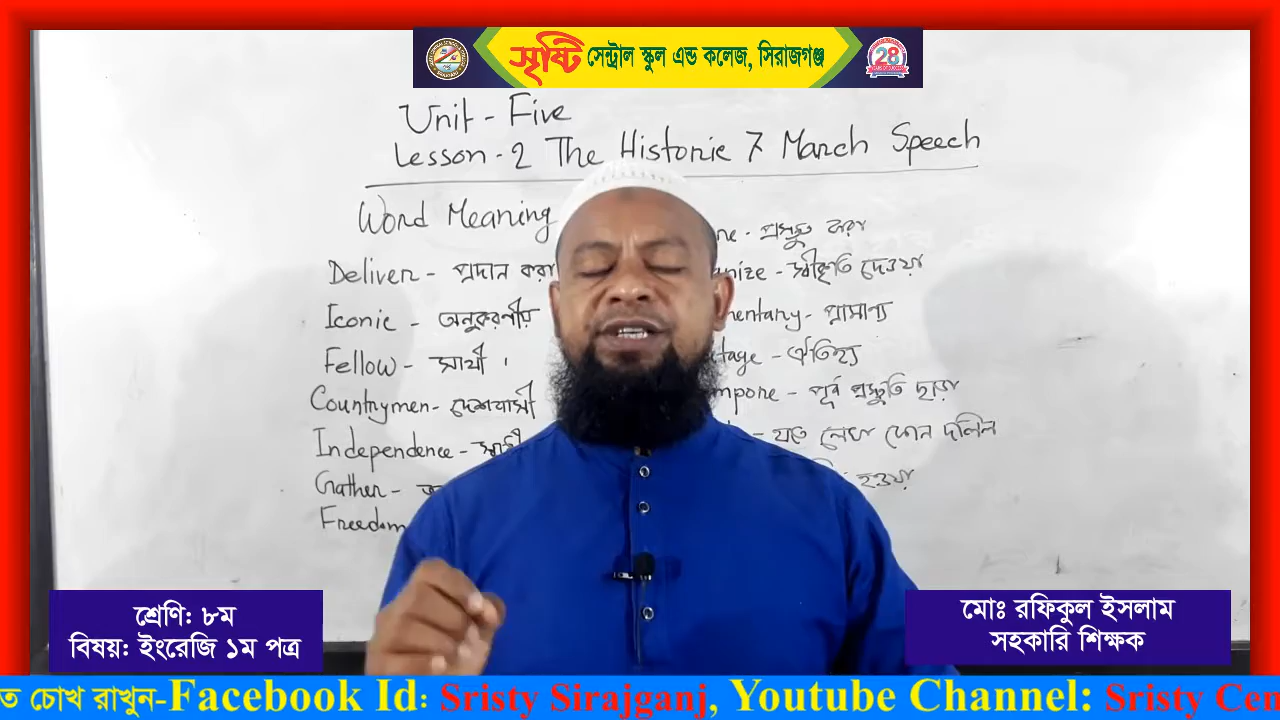 সৃষ্টি সেন্ট্রাল স্কুল এন্ড কলেজ, সিরাজগঞ্জ
28
Unit - Five
Lesson - 2 The Historic 7 March Speech
Word Meaning
Deliver - প্রদান করা
Iconic - অনুকরণীয়
Fellow - সাথী ।
Countrymen - দেশবাসী
Independence -
Gather -
Freedom
- প্রস্তুত করা
nize - স্বীকৃতি দেওয়া
mentary - প্রামাণ্য
tage - ঐতিহ্য
mpore - পূর্ব প্রস্তুতি ছাড়া
- যত লেখা কোন দলিল
হওয়া
শ্রেণি: ৮ম
বিষয়: ইংরেজি ১ম পত্র
মোঃ রফিকুল ইসলাম
সহকারি শিক্ষক
ত চোখ রাখুন-Facebook Id: Sristy Sirajganj, Youtube Channel: Sristy Cen